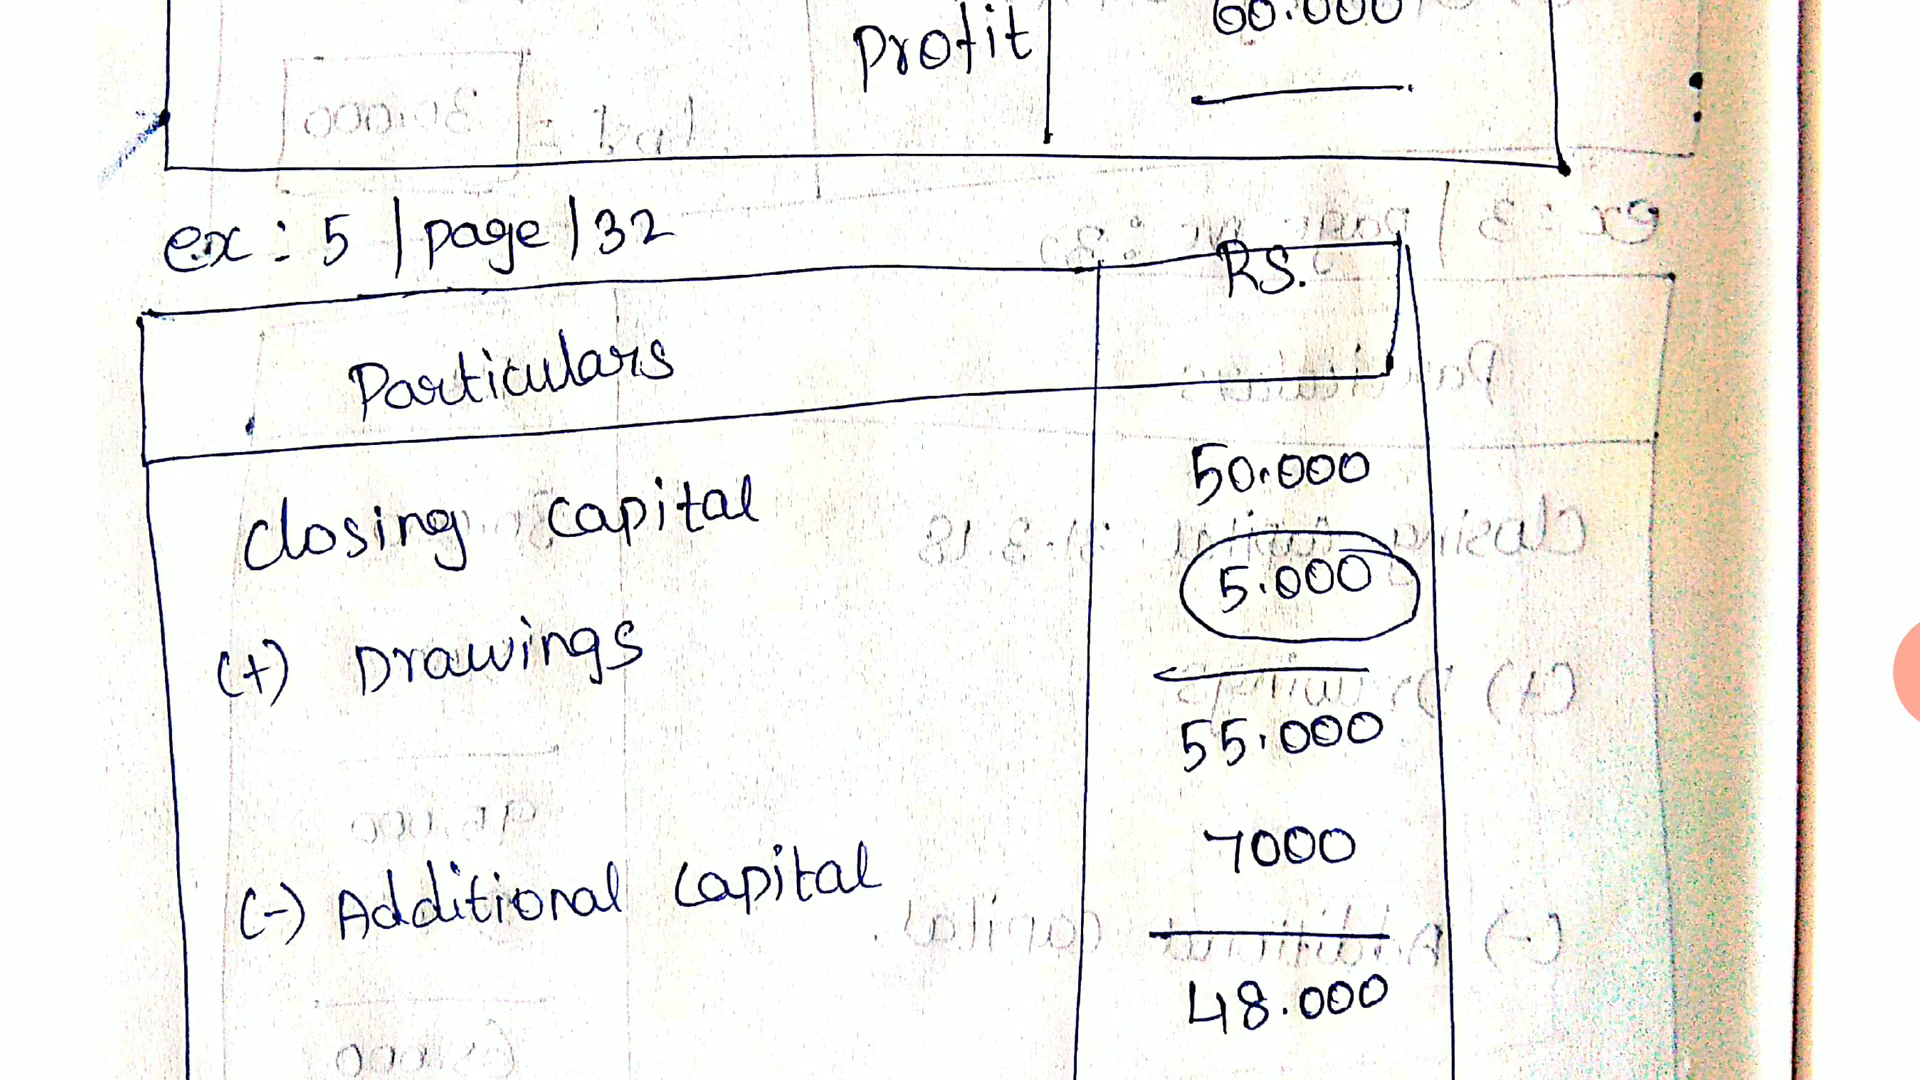 Profit 60.000
ex: 5 | page | 32
Particulars RS.
Closing capital 50.000
(+) Drawings 5.000
55.000
(-) Additional capital 7000
48.000